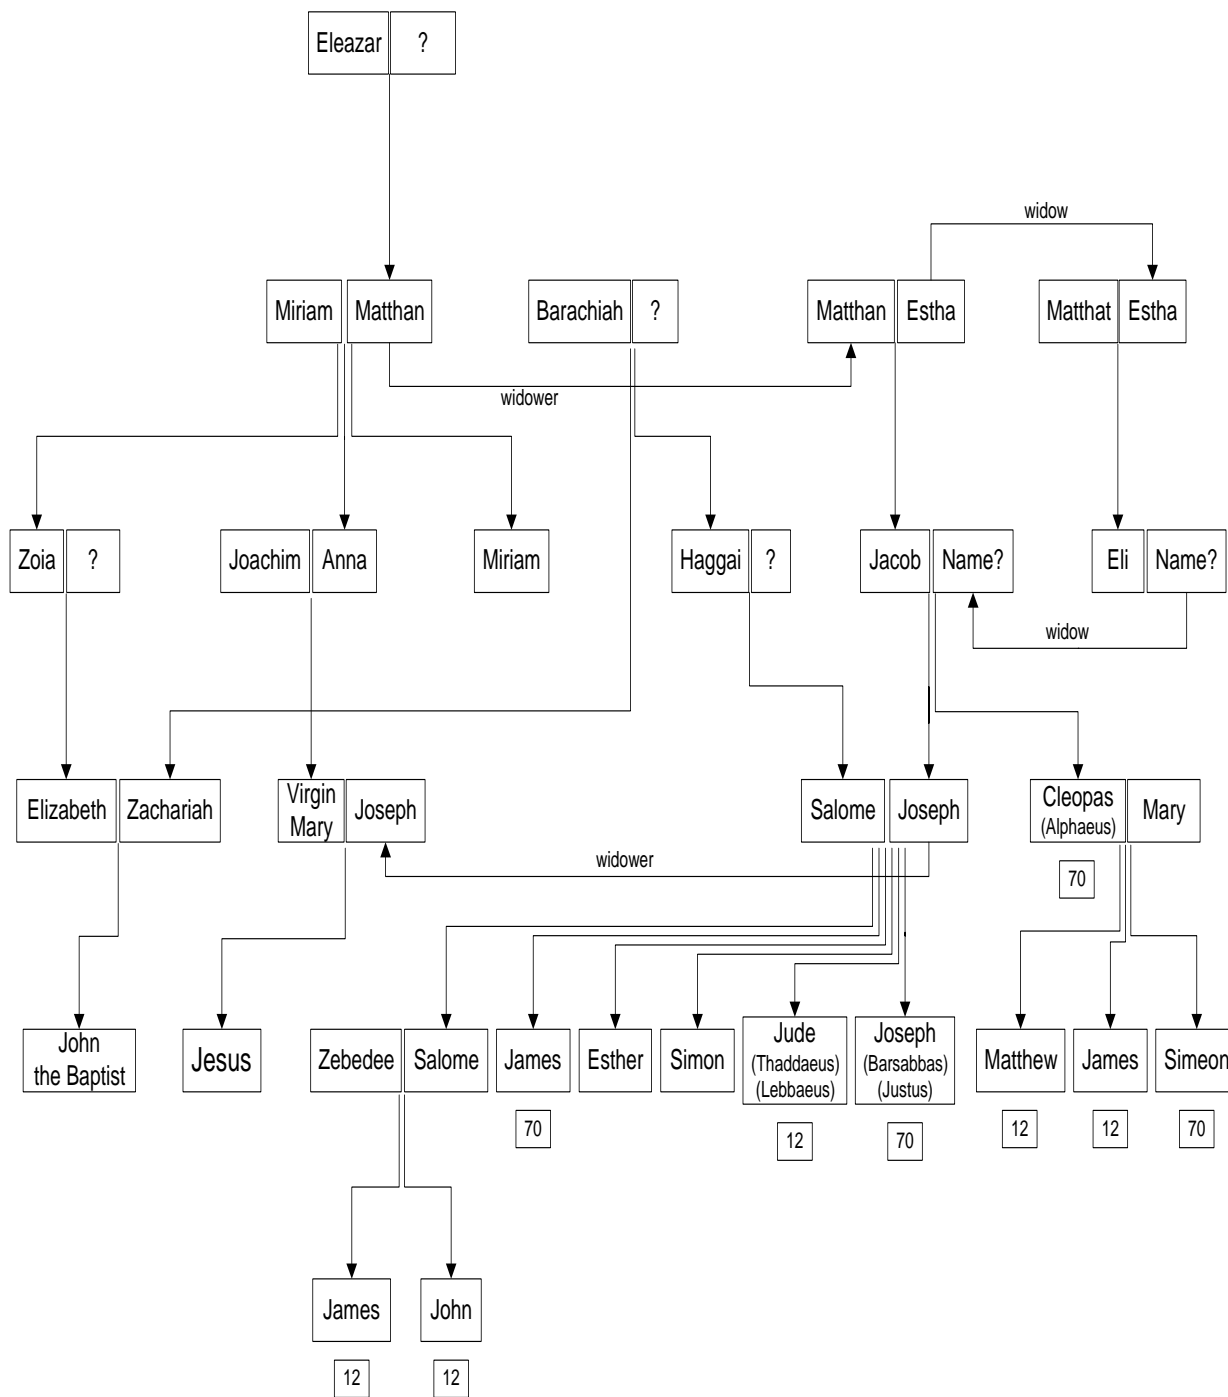 Eleazar ?
widow
Miriam Matthan Barachiah ? Matthan Estha Matthat Estha
widower
Zoia ? Joachim Anna Miriam Haggai ? Jacob Name? Eli Name?
widow
Elizabeth Zachariah Virgin Mary Joseph Salome Joseph Cleopas (Alphaeus) Mary
widower
70
John the Baptist Jesus Zebedee Salome James Esther Simon Jude (Thaddaeus) (Lebbaeus) Joseph (Barsabbas) (Justus) Matthew James Simeon
70 12 70 12 12 70
James John
12 12